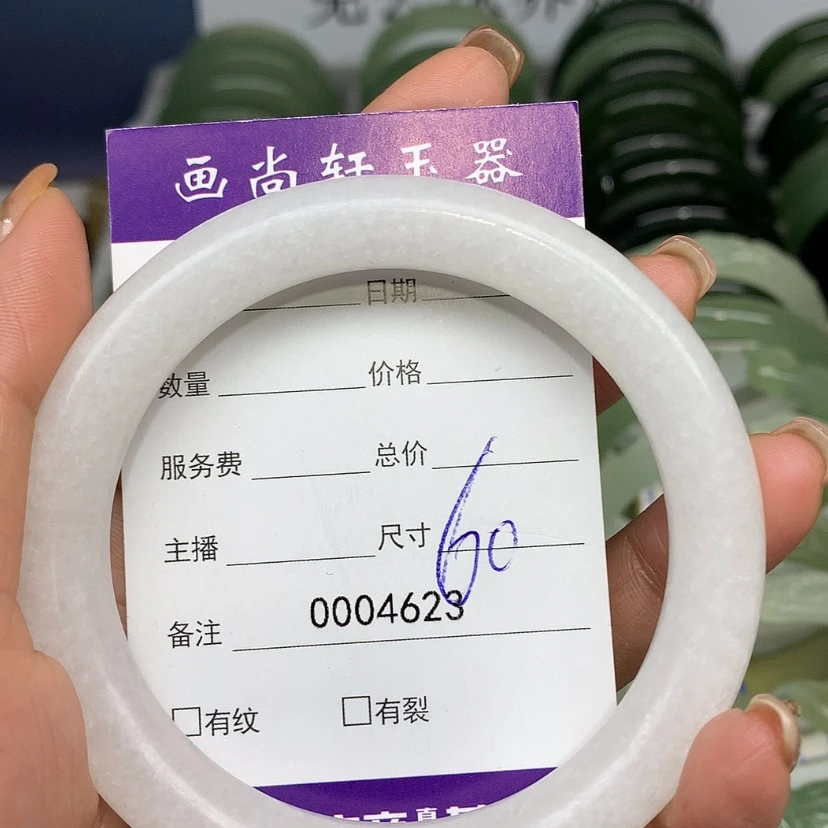 画尚轩玉器
日期
数量 价格
服务费 总价
主播 尺寸 60
备注 0004623
□有纹 □有裂